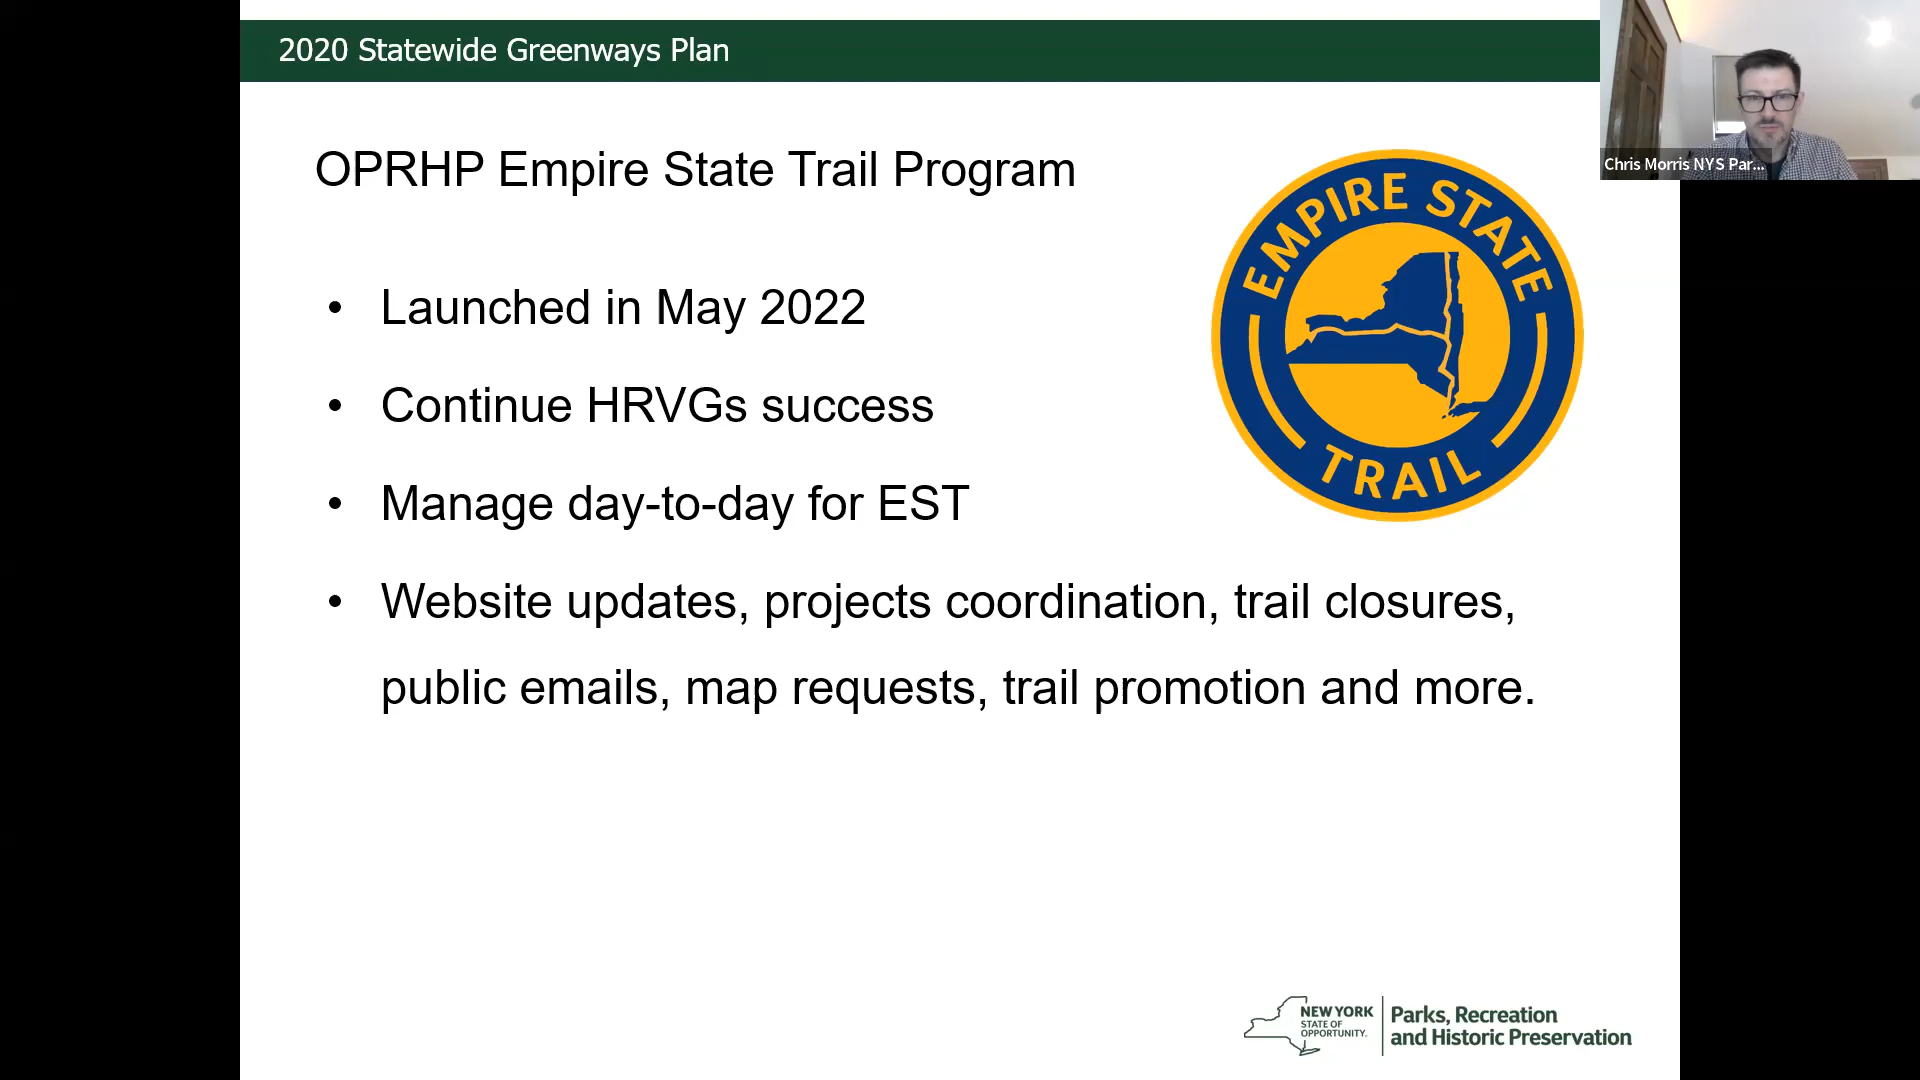 2020 Statewide Greenways Plan
Chris Morris NYS Par...
OPRHP Empire State Trail Program
EMPIRE STATE
TRAIL
• Launched in May 2022
• Continue HRVGs success
• Manage day-to-day for EST
• Website updates, projects coordination, trail closures,
public emails, map requests, trail promotion and more.
NEW YORK
STATE OF
OPPORTUNITY.
Parks, Recreation
and Historic Preservation